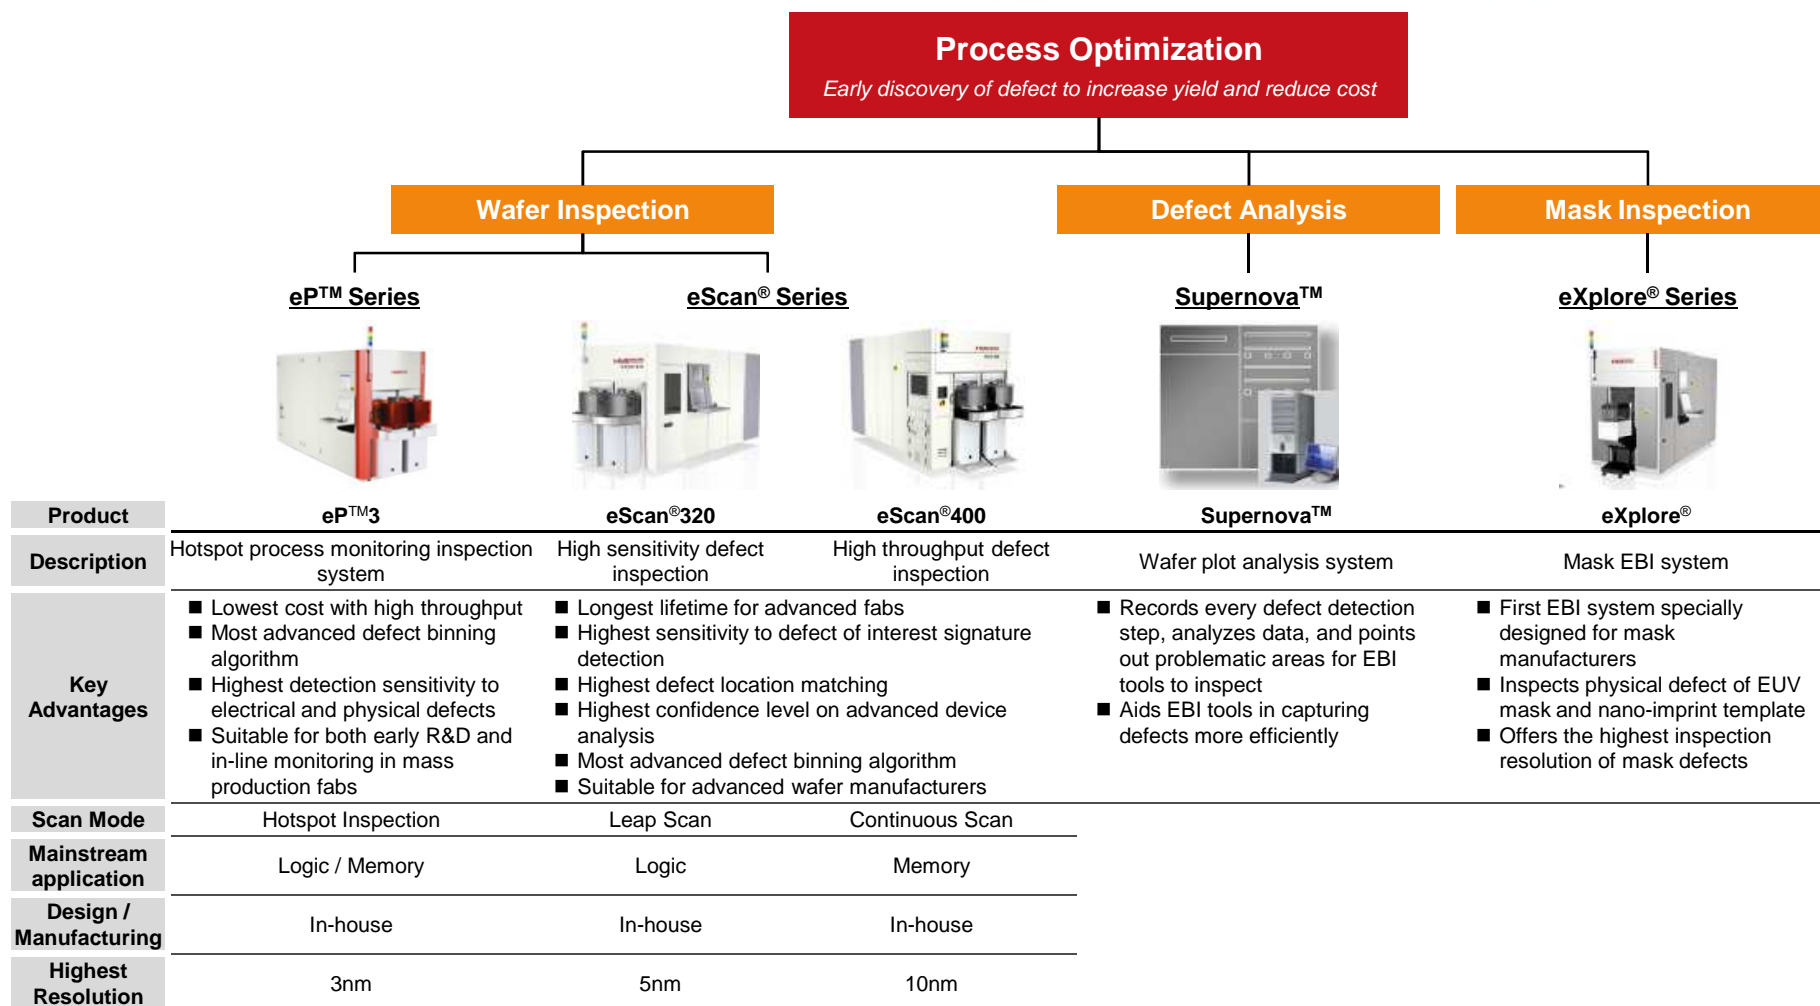 Process Optimization
Early discovery of defect to increase yield and reduce cost
Wafer Inspection
Defect Analysis
Mask Inspection
eP™ Series
eScan® Series
Supernova™
eXplore® Series
Product
eP™3
eScan®320
eScan®400
Supernova™
eXplore®
Description
Hotspot process monitoring inspection
system
High sensitivity defect
inspection
High throughput defect
inspection
Wafer plot analysis system
Mask EBI system
Key
Advantages
■ Lowest cost with high throughput
■ Most advanced defect binning
algorithm
■ Highest detection sensitivity to
electrical and physical defects
■ Suitable for both early R&D and
in-line monitoring in mass
production fabs
■ Longest lifetime for advanced fabs
■ Highest sensitivity to defect of interest signature
detection
■ Highest defect location matching
■ Highest confidence level on advanced device
analysis
■ Most advanced defect binning algorithm
■ Suitable for advanced wafer manufacturers
■ Records every defect detection
step, analyzes data, and points
out problematic areas for EBI
tools to inspect
■ Aids EBI tools in capturing
defects more efficiently
■ First EBI system specially
designed for mask
manufacturers
■ Inspects physical defect of EUV
mask and nano-imprint template
■ Offers the highest inspection
resolution of mask defects
Scan Mode
Hotspot Inspection
Leap Scan
Continuous Scan
Mainstream
application
Logic / Memory
Logic
Memory
Design /
Manufacturing
In-house
In-house
In-house
Highest
Resolution
3nm
5nm
10nm